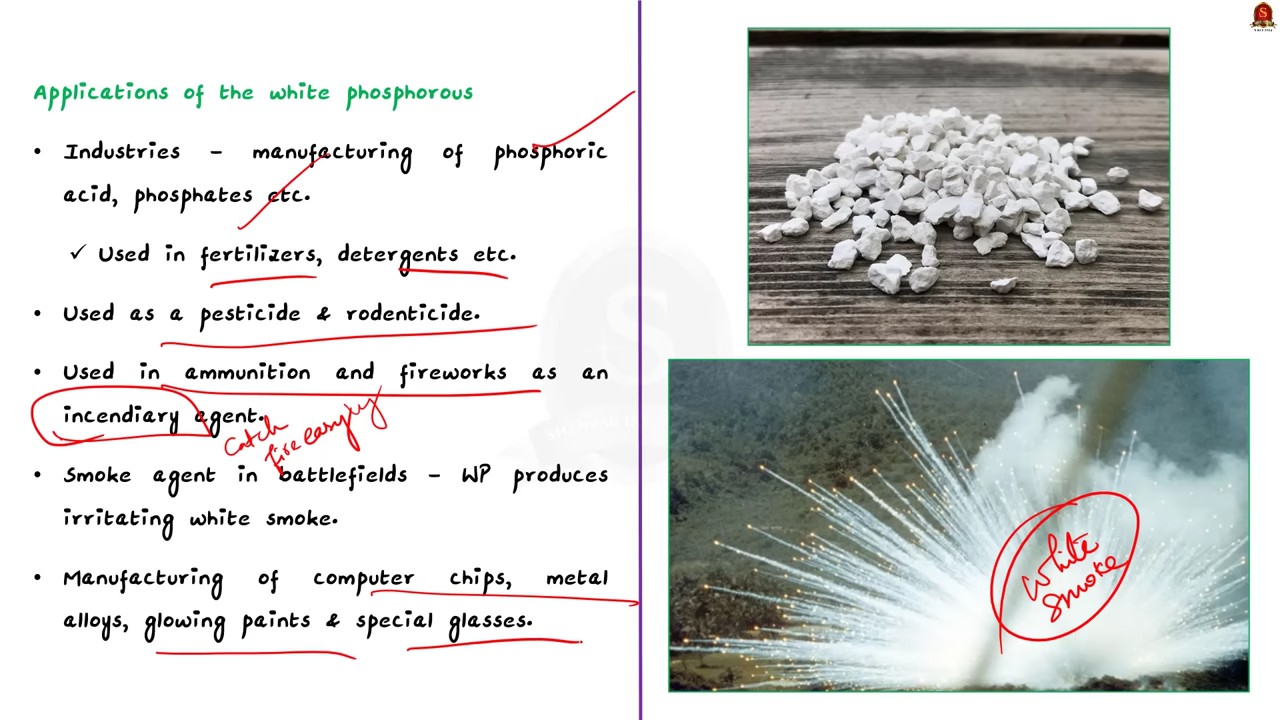 Applications of the white phosphorous
• Industries – manufacturing of phosphoric
acid, phosphates etc.
✓ Used in fertilizers, detergents etc.
• Used as a pesticide & rodenticide.
• Used in ammunition and fireworks as an
incendiary agent.
Catch
fire easyly
• Smoke agent in battlefields – WP produces
irritating white smoke.
• Manufacturing of computer chips, metal
alloys, glowing paints & special glasses.
White
smoke
S